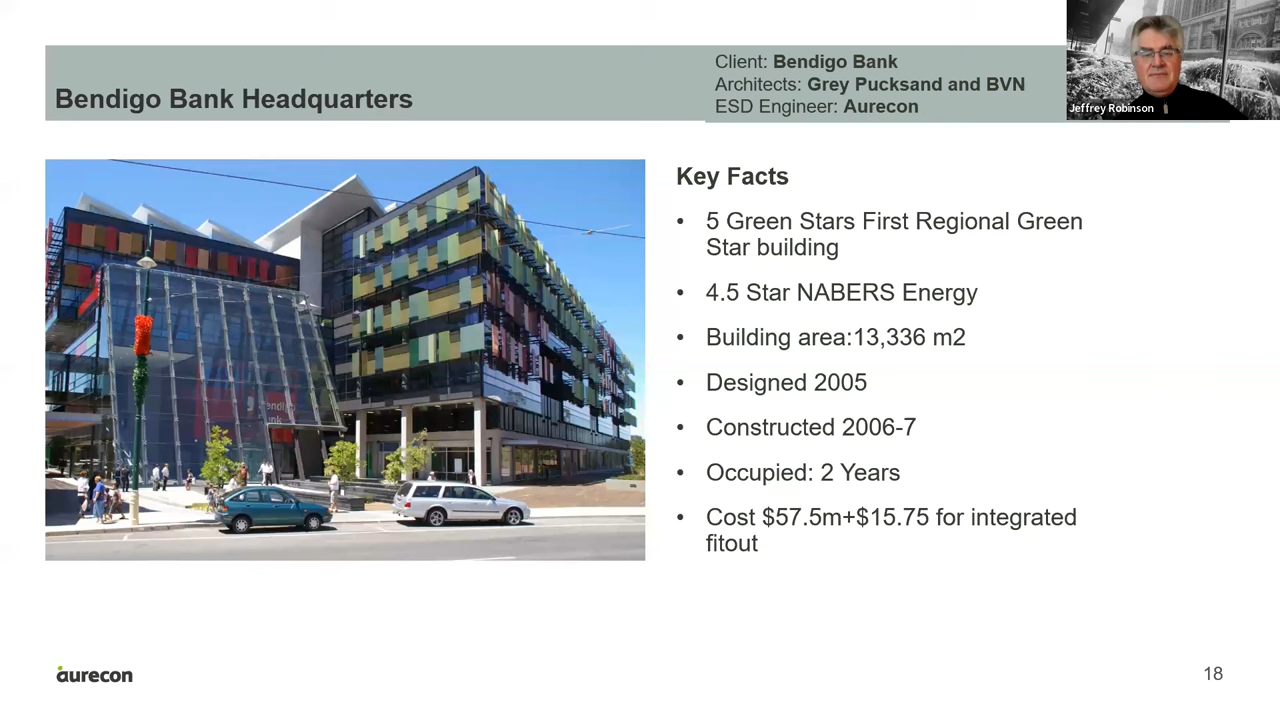 Bendigo Bank Headquarters
Client: Bendigo Bank
Architects: Grey Pucksand and BVN
ESD Engineer: Aurecon
Jeffrey Robinson
Key Facts
• 5 Green Stars First Regional Green
Star building
• 4.5 Star NABERS Energy
• Building area:13,336 m2
• Designed 2005
• Constructed 2006-7
• Occupied: 2 Years
• Cost $57.5m+$15.75 for integrated
fitout
aurecon
18